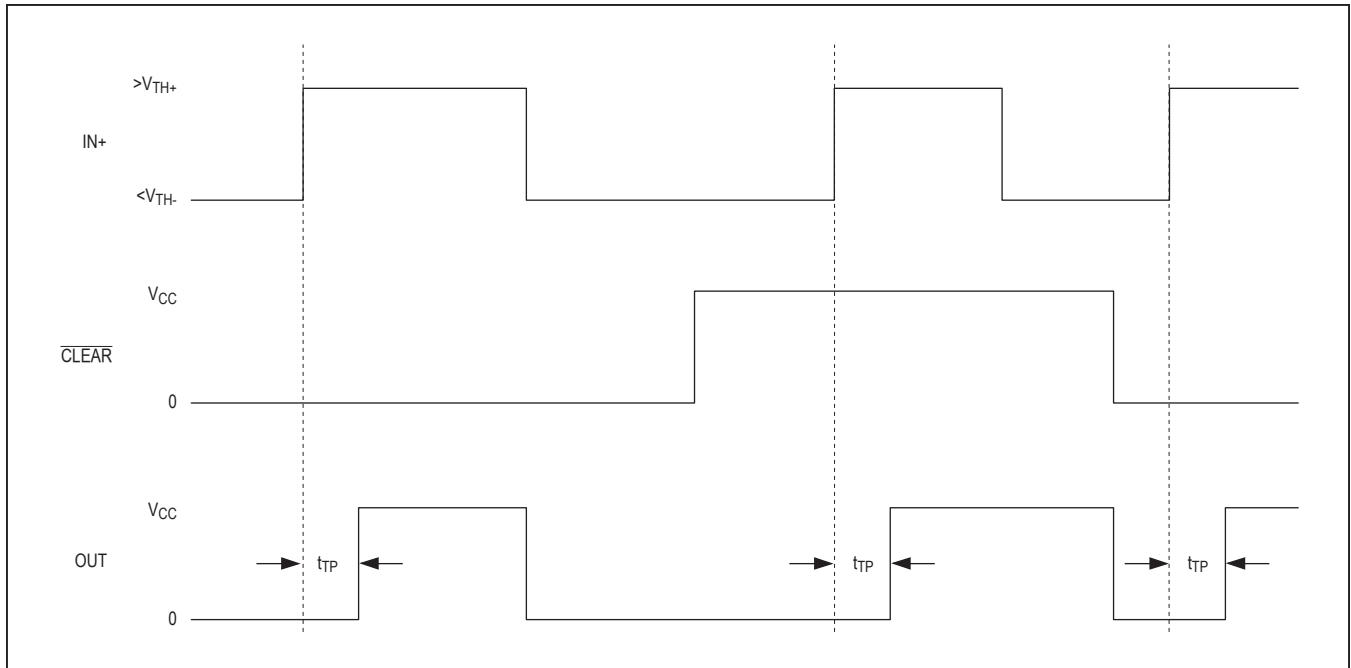 >VTH+
IN+
<VTH-
VCC
CLEAR
0
VCC
OUT
tTP
tTP
tTP
0